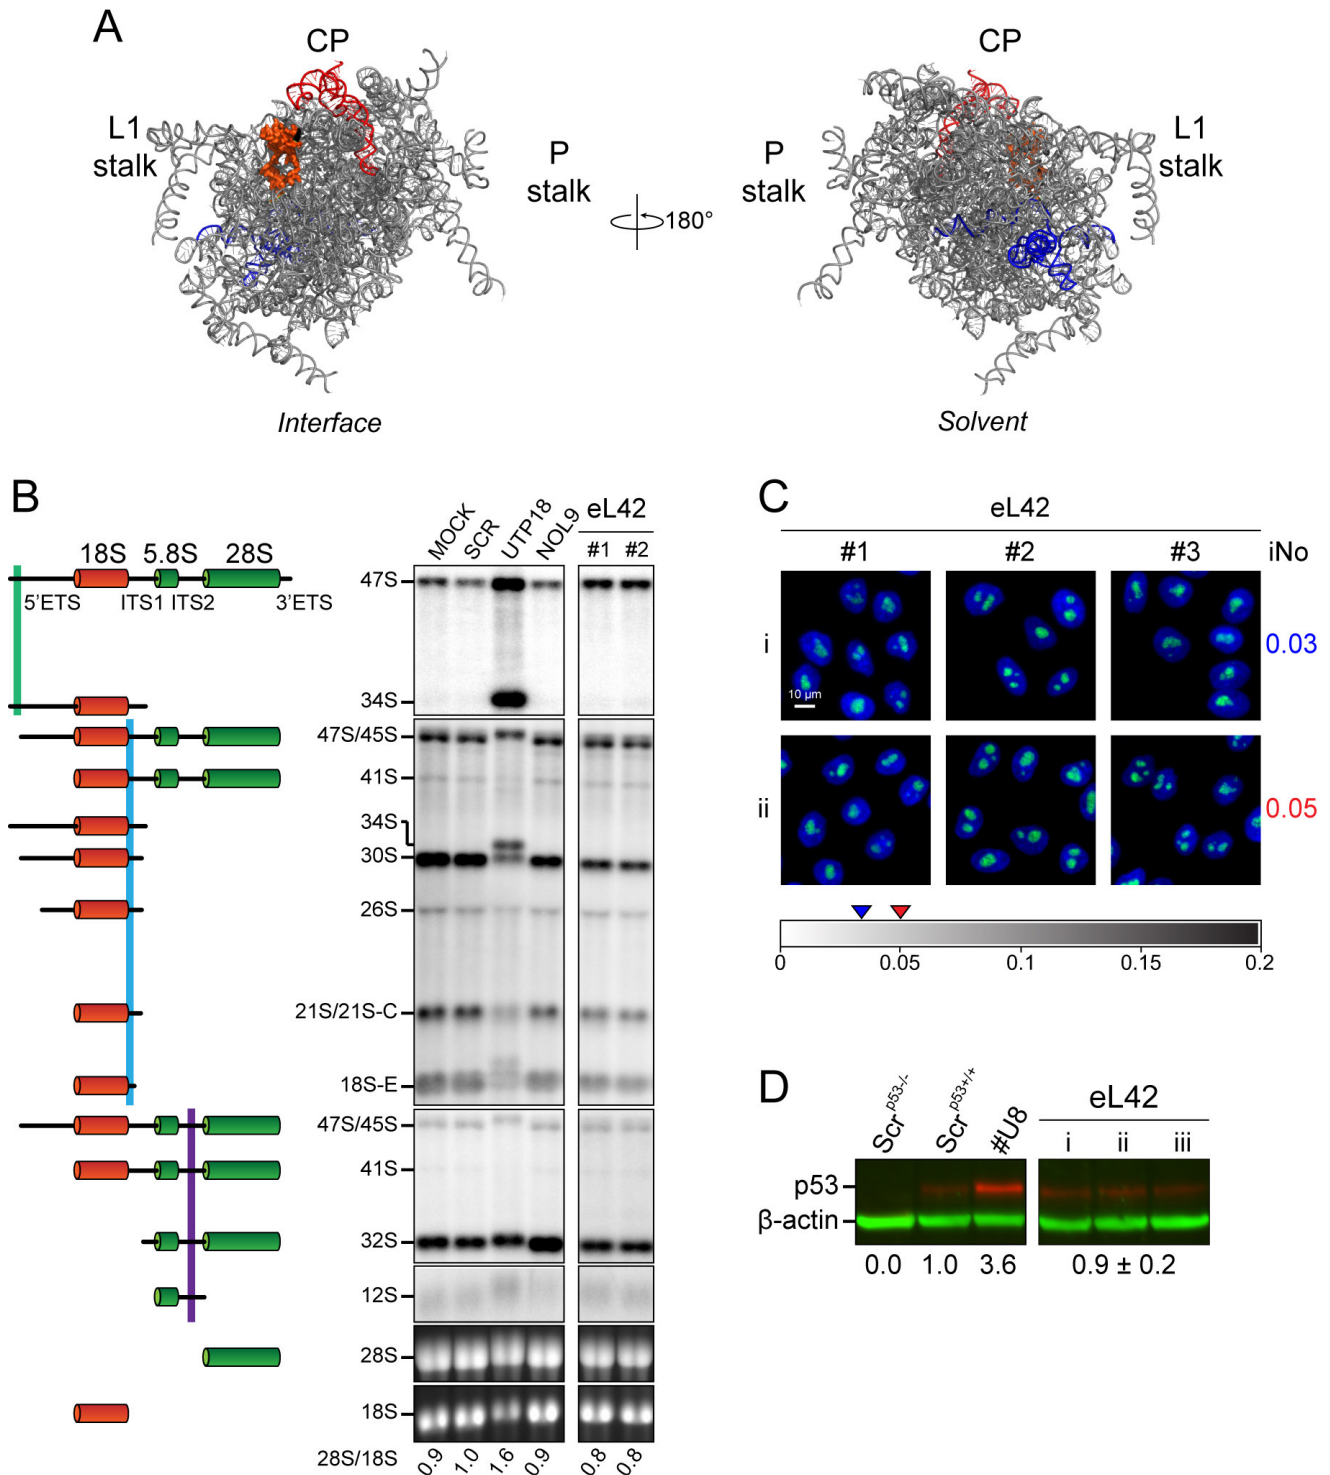 A
CP
L1
stalk
P
stalk
180°
CP
P
stalk
L1
stalk
Interface
Solvent
B
18S 5.8S 28S
5'ETS ITS1 ITS2 3'ETS
MOCK SCR UTP18 NOL9
eL42
#1 #2
47S
34S
47S/45S
41S
34S
30S
26S
21S/21S-C
18S-E
47S/45S
41S
32S
12S
28S
18S
28S/18S 0.9 1.0 1.6 0.9 0.8 0.8
C
eL42
#1 #2 #3 iNo
i 0.03
10 µm
ii 0.05
0 0.05 0.1 0.15 0.2
D
Scr p53-/- Scr p53+/+ #U8
eL42
i ii iii
p53
β-actin
0.0 1.0 3.6 0.9 ± 0.2